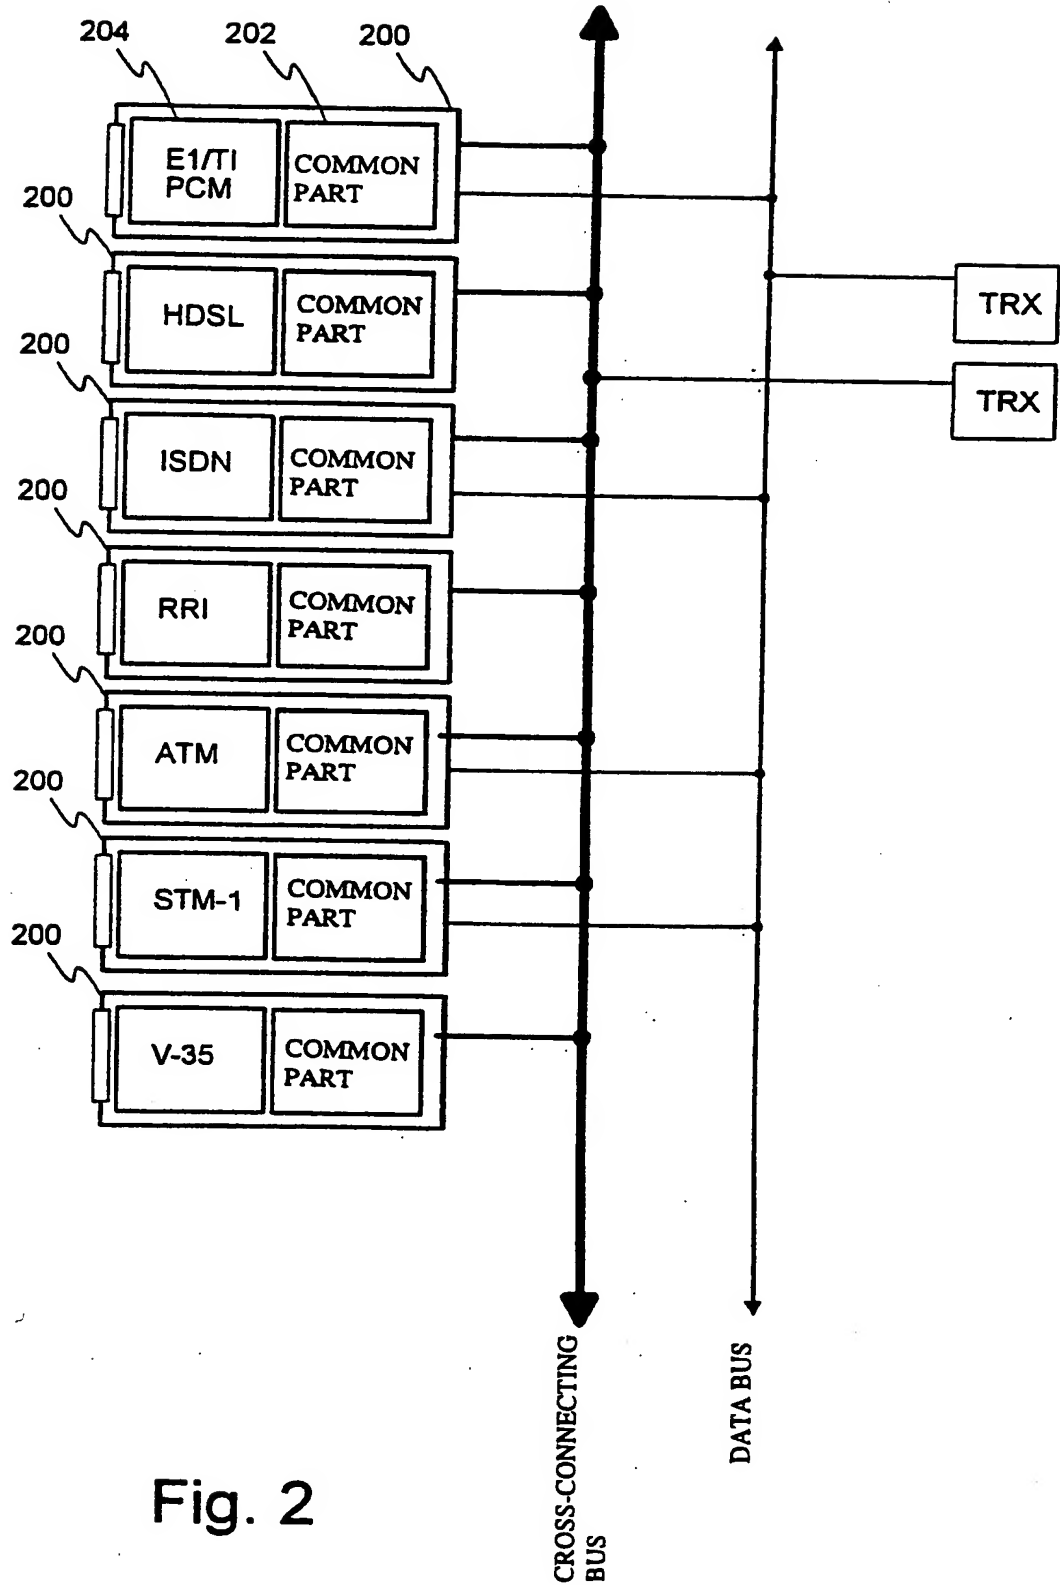 204
202
200
E1/TI
PCM
COMMON
PART
200
HDSL
COMMON
PART
TRX
200
ISDN
COMMON
PART
TRX
200
RRI
COMMON
PART
200
ATM
COMMON
PART
200
STM-1
COMMON
PART
200
V-35
COMMON
PART
CROSS-CONNECTING
BUS
DATA BUS
Fig. 2